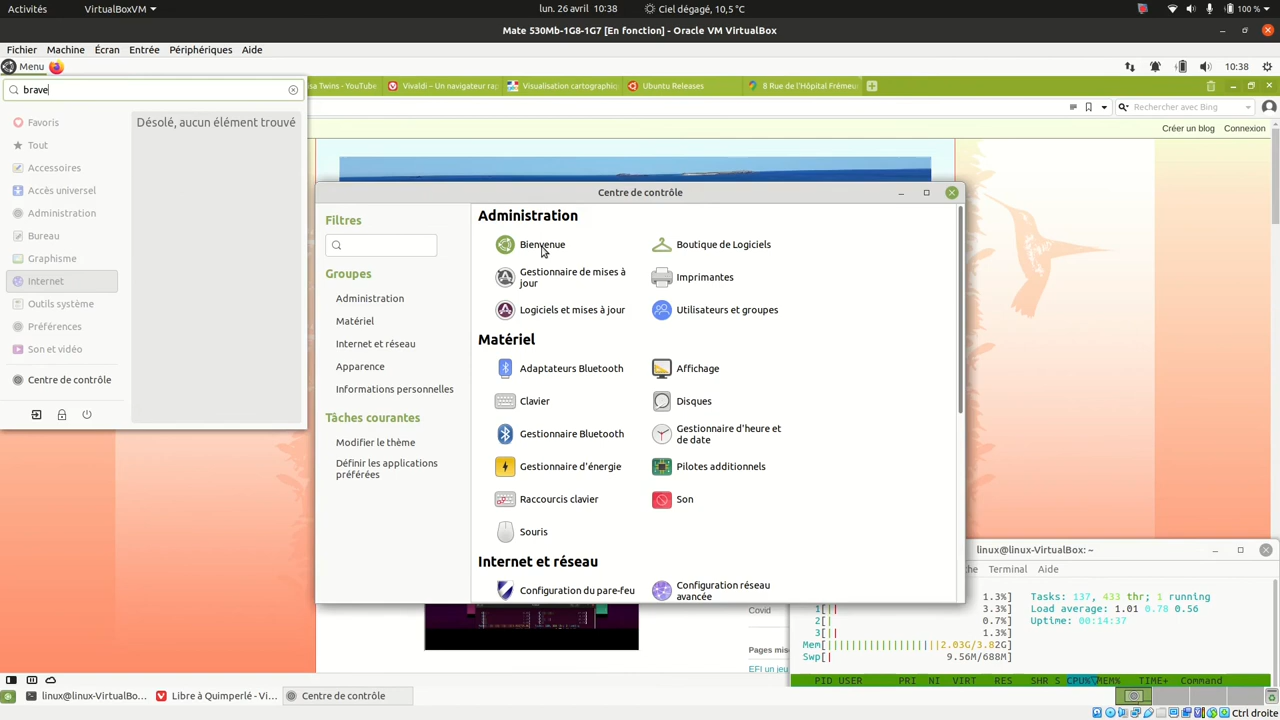 Activités
VirtualBoxVM
lun. 26 avril 10:38
Ciel dégagé, 10,5 °C
100 %
Mate 530Mb-1G8-1G7 [En fonction] - Oracle VM VirtualBox
Fichier Machine Écran Entrée Périphériques Aide
Menu
10:38
brave
isa Twins - YouTube
Vivaldi – Un navigateur ra
Visualisation cartographiq
Ubuntu Releases
8 Rue de l'Hôpital Frémeu
Rechercher avec Bing
Créer un blog Connexion
Favoris
Tout
Accessoires
Accès universel
Administration
Bureau
Graphisme
Internet
Outils système
Préférences
Son et vidéo
Centre de contrôle
Désolé, aucun élément trouvé
Centre de contrôle
Filtres
Groupes
Administration
Matériel
Internet et réseau
Apparence
Informations personnelles
Tâches courantes
Modifier le thème
Définir les applications
préférées
Administration
Bienvenue
Boutique de Logiciels
Gestionnaire de mises à
jour
Imprimantes
Logiciels et mises à jour
Utilisateurs et groupes
Matériel
Adaptateurs Bluetooth
Affichage
Clavier
Disques
Gestionnaire Bluetooth
Gestionnaire d'heure et
de date
Gestionnaire d'énergie
Pilotes additionnels
Raccourcis clavier
Son
Souris
Internet et réseau
Configuration du pare-feu
Configuration réseau
avancée
Covid
Pages mis
EFI un jeu
linux@linux-VirtualBox: ~
che Terminal Aide
1.3%] Tasks: 137, 433 thr; 1 running
1[|| 3.3%] Load average: 1.01 0.78 0.56
2[| 0.7%] Uptime: 00:14:37
3[|| 1.3%]
Mem[||||||||||||||||||||2.03G/3.82G]
Swp[| 9.56M/688M]
PID USER PRI NI VIRT RES SHR S CPU% MEM% TIME+ Command
linux@linux-VirtualBo...
Libre à Quimperlé - Vi...
Centre de contrôle
Ctrl droite